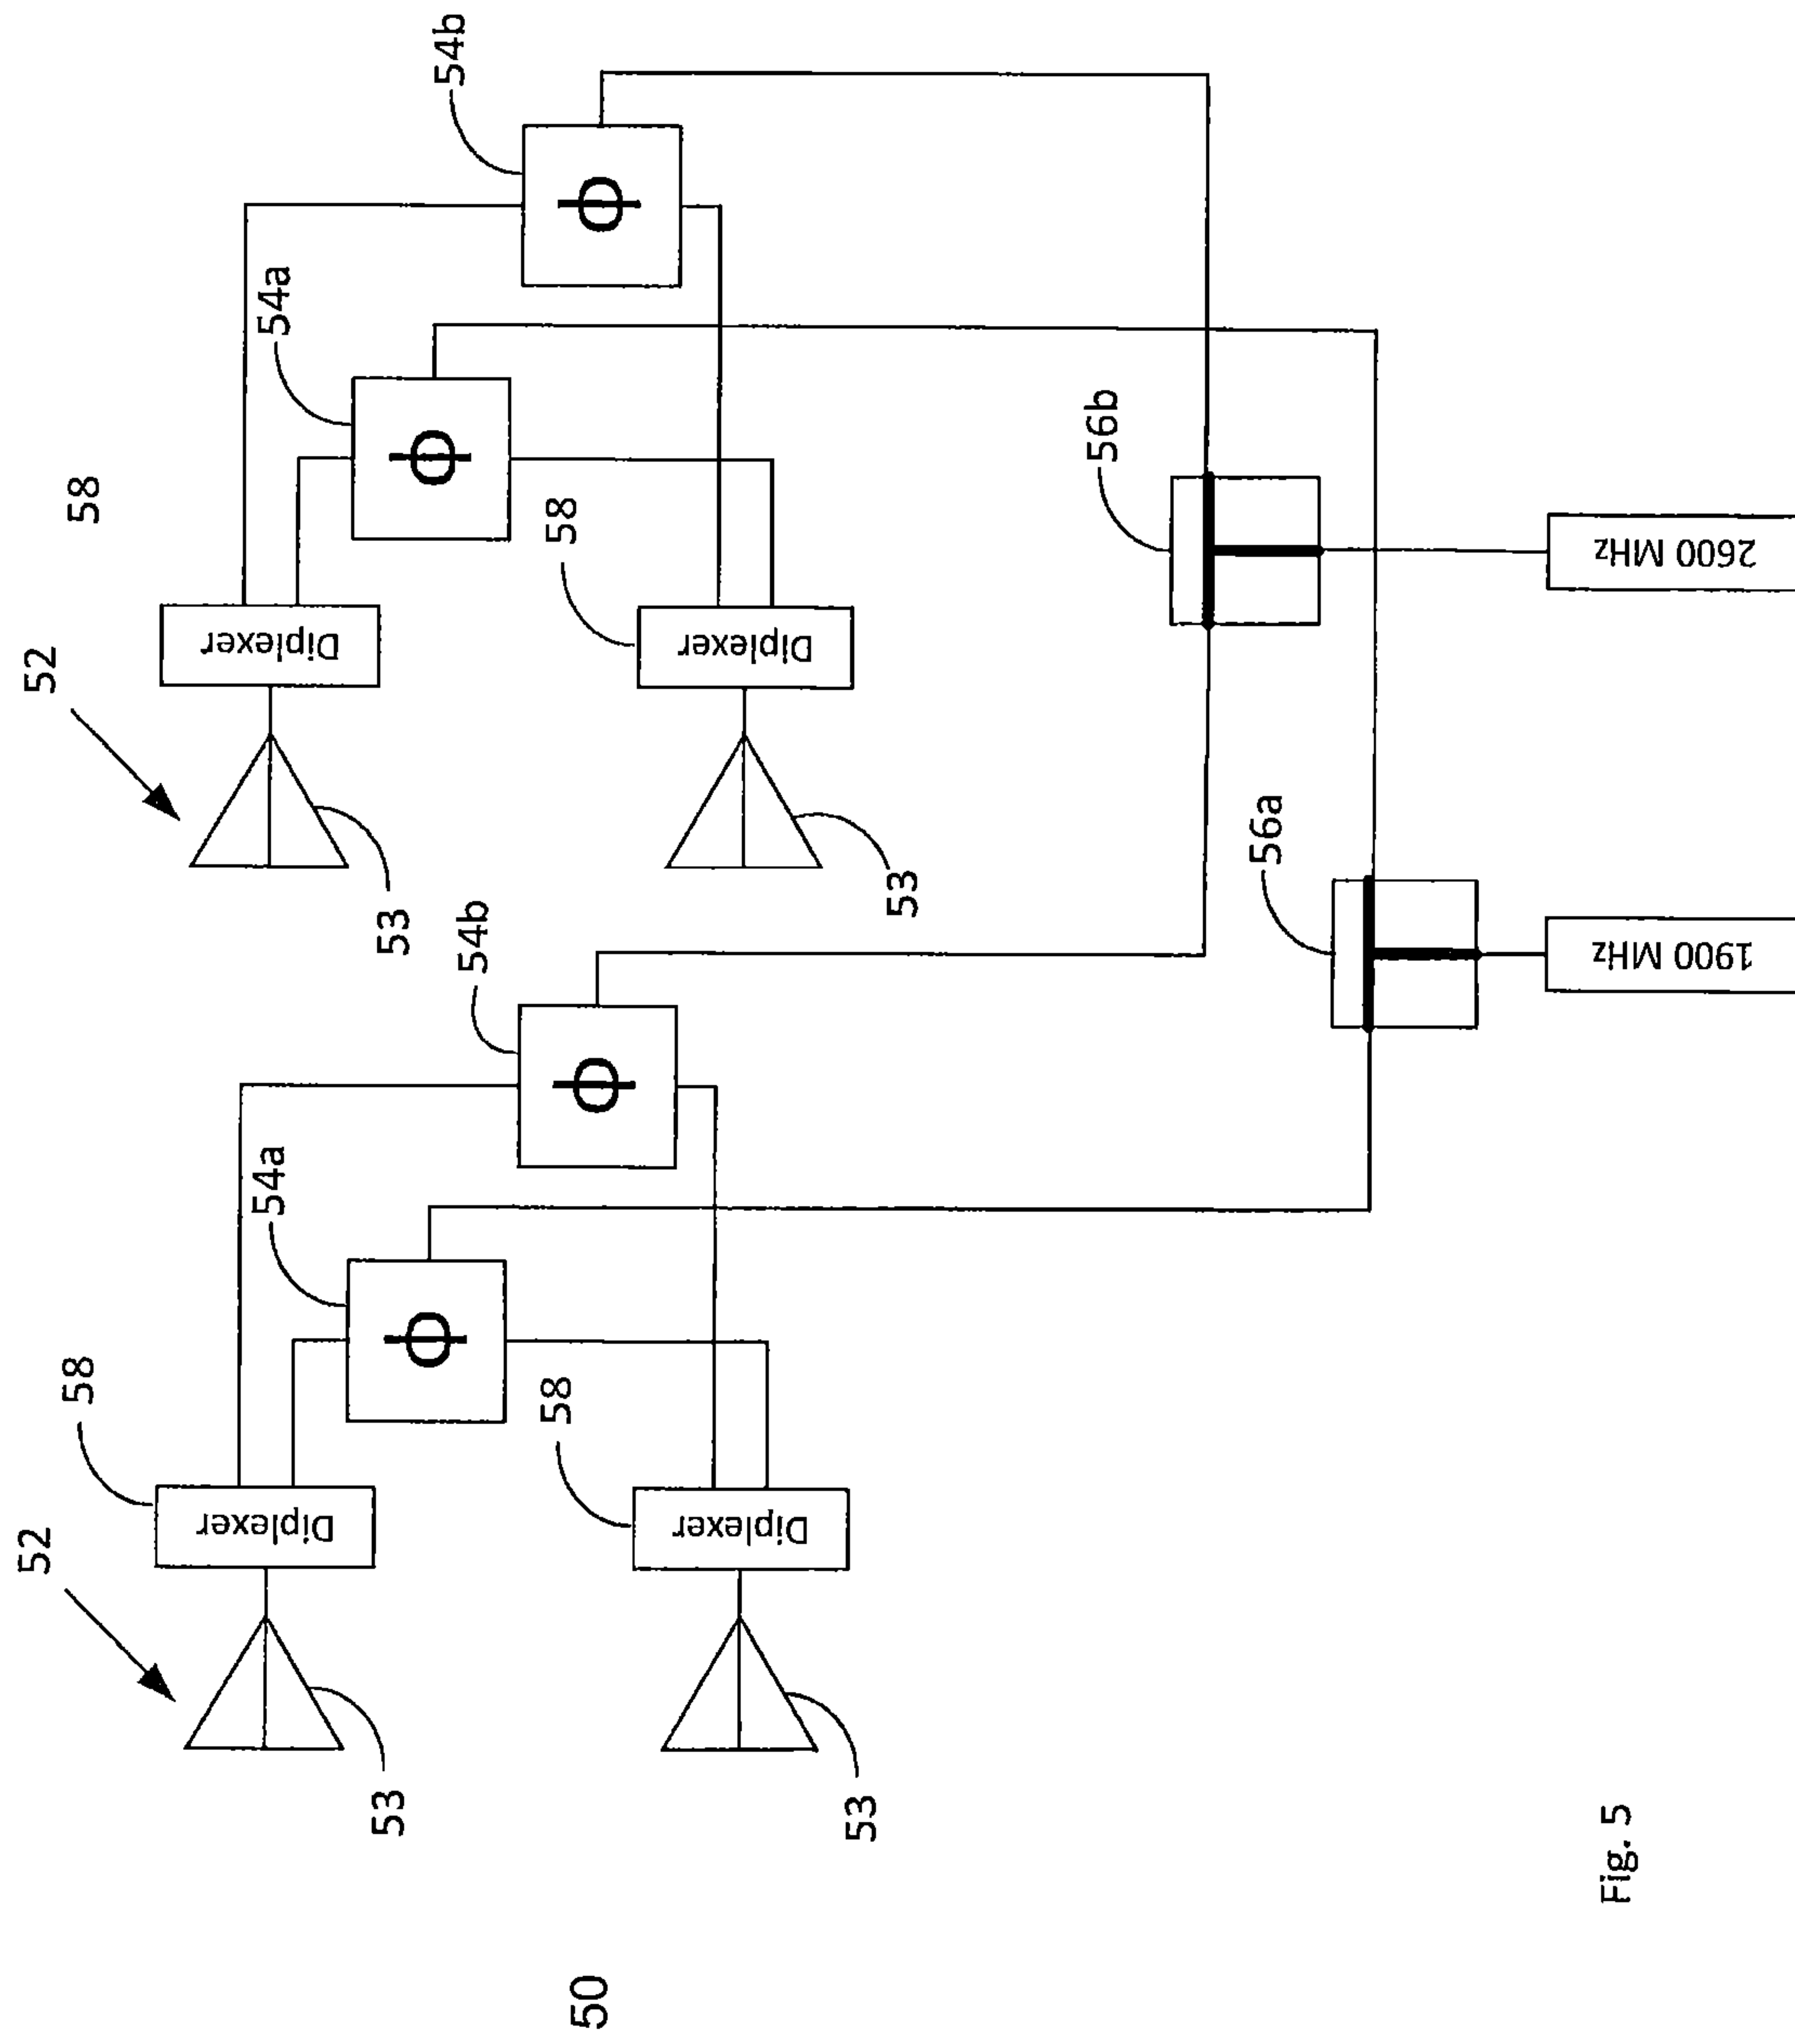 54b
54a
58
52
Diplexer
58
Diplexer
53
53
56b
2600 MHz
54b
54a
56a
1900 MHz
58
52
Diplexer
58
Diplexer
53
53
ϕ
ϕ
ϕ
ϕ
50
Fig. 5